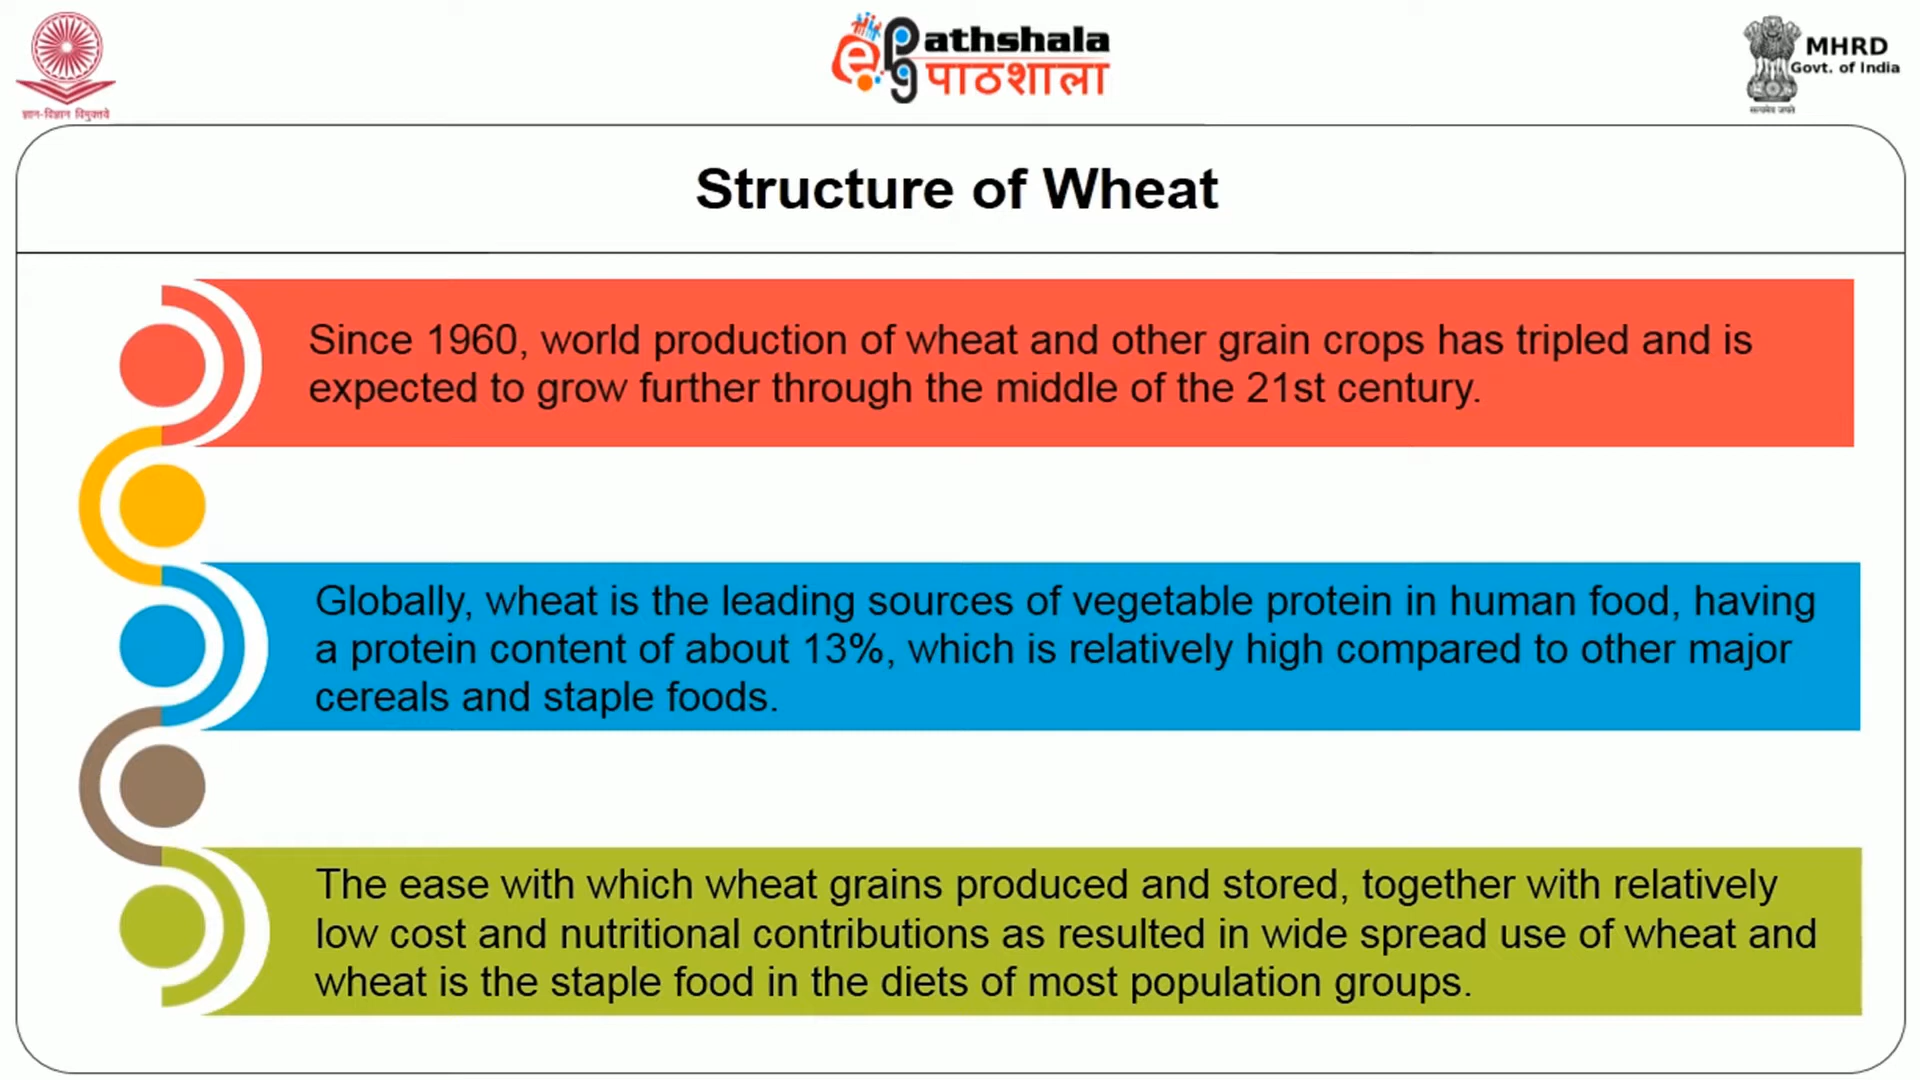 ज्ञान-विज्ञान विमुक्तये
e
pg
athshala
पाठशाला
MHRD
Govt. of India
सत्यमेव जयते
Structure of Wheat
Since 1960, world production of wheat and other grain crops has tripled and is
expected to grow further through the middle of the 21st century.
Globally, wheat is the leading sources of vegetable protein in human food, having
a protein content of about 13%, which is relatively high compared to other major
cereals and staple foods.
The ease with which wheat grains produced and stored, together with relatively
low cost and nutritional contributions as resulted in wide spread use of wheat and
wheat is the staple food in the diets of most population groups.